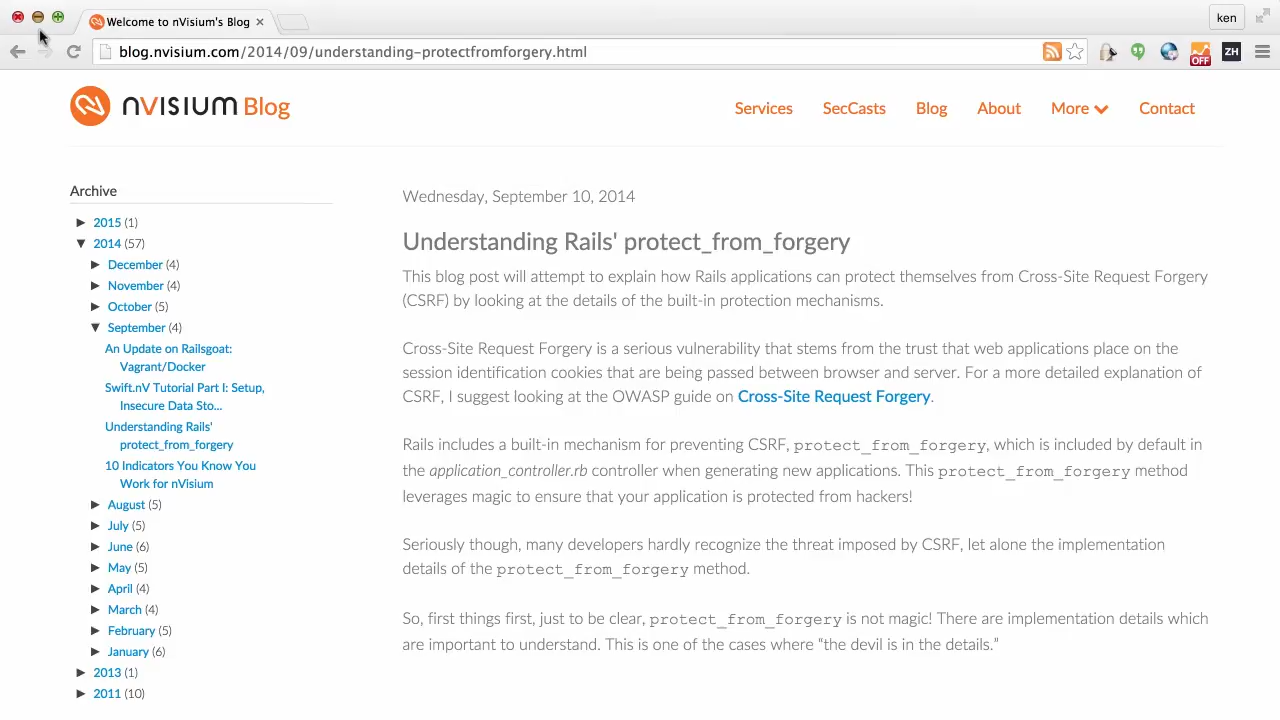 Welcome to nVisium's Blog
ken
blog.nvisium.com/2014/09/understanding-protectfromforgery.html
OFF
ZH
nVISIUM Blog
Services SecCasts Blog About More Contact
Archive
2015 (1)
2014 (57)
December (4)
November (4)
October (5)
September (4)
An Update on Railsgoat:
Vagrant/Docker
Swift.nV Tutorial Part I: Setup,
Insecure Data Sto...
Understanding Rails'
protect_from_forgery
10 Indicators You Know You
Work for nVisium
August (5)
July (5)
June (6)
May (5)
April (4)
March (4)
February (5)
January (6)
2013 (1)
2011 (10)
Wednesday, September 10, 2014
Understanding Rails' protect_from_forgery
This blog post will attempt to explain how Rails applications can protect themselves from Cross-Site Request Forgery
(CSRF) by looking at the details of the built-in protection mechanisms.
Cross-Site Request Forgery is a serious vulnerability that stems from the trust that web applications place on the
session identification cookies that are being passed between browser and server. For a more detailed explanation of
CSRF, I suggest looking at the OWASP guide on Cross-Site Request Forgery.
Rails includes a built-in mechanism for preventing CSRF, protect_from_forgery, which is included by default in
the application_controller.rb controller when generating new applications. This protect_from_forgery method
leverages magic to ensure that your application is protected from hackers!
Seriously though, many developers hardly recognize the threat imposed by CSRF, let alone the implementation
details of the protect_from_forgery method.
So, first things first, just to be clear, protect_from_forgery is not magic! There are implementation details which
are important to understand. This is one of the cases where “the devil is in the details.”